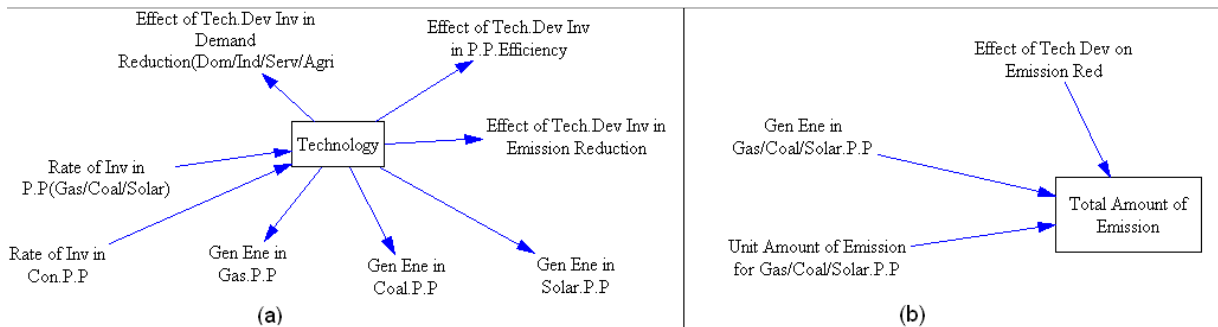 Effect of Tech.Dev Inv in
Demand
Reduction(Dom/Ind/Serv/Agri
Effect of Tech.Dev Inv
in P.P.Efficiency
Technology
Effect of Tech.Dev Inv in
Emission Reduction
Rate of Inv in
P.P(Gas/Coal/Solar)
Rate of Inv in
Con.P.P
Gen Ene in
Gas.P.P
Gen Ene in
Coal.P.P
Gen Ene in
Solar.P.P
(a)
Effect of Tech Dev on
Emission Red
Gen Ene in
Gas/Coal/Solar.P.P
Total Amount of
Emission
Unit Amount of Emission
for Gas/Coal/Solar.P.P
(b)